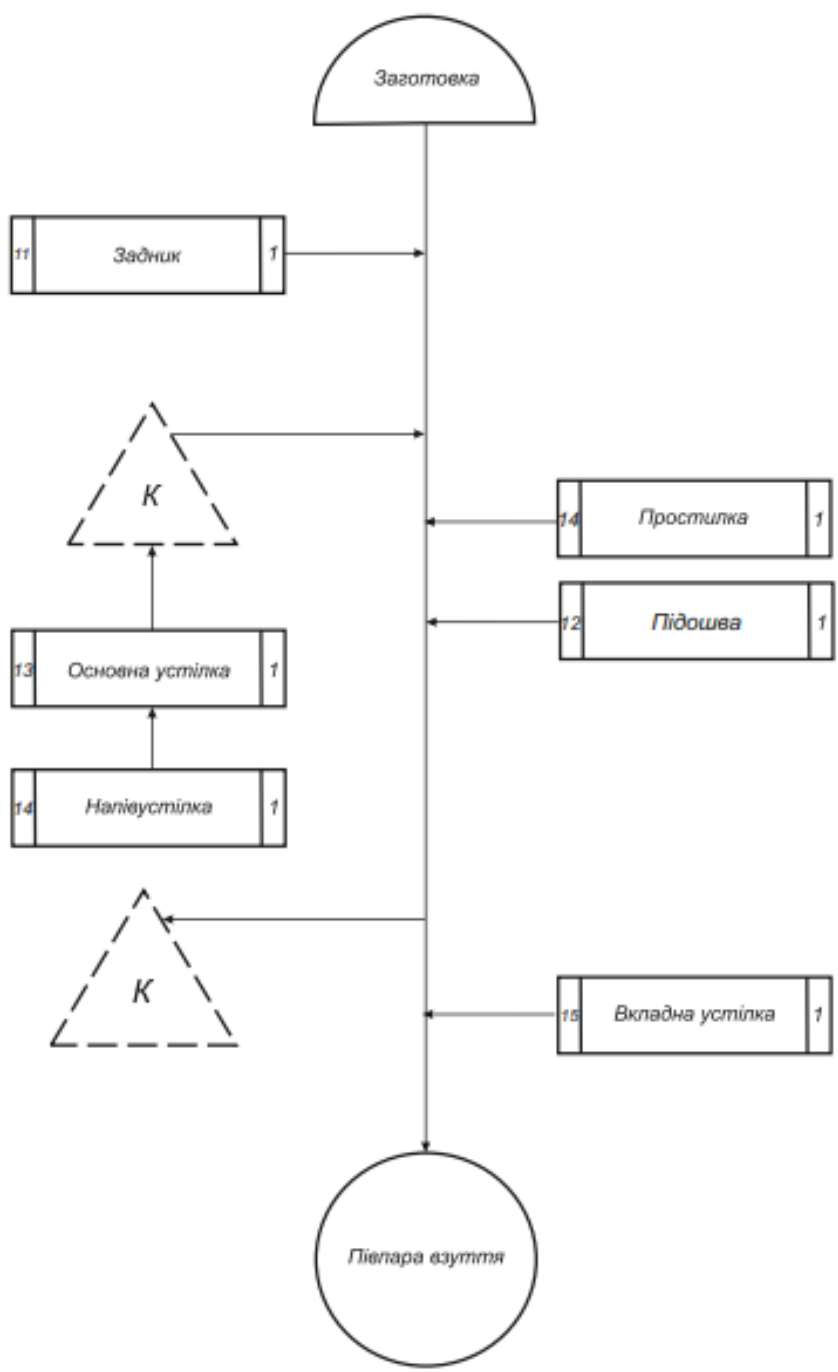 Заготовка
11 Задник 1
К
14 Простилка 1
12 Підошва 1
13 Основна устілка 1
14 Напівустілка 1
К
15 Вкладна устілка 1
Півпара взуття